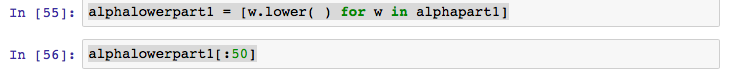 In [55]: alphalowerpart1 = [w.lower( ) for w in alphapart1]
In [56]: alphalowerpart1[:50]